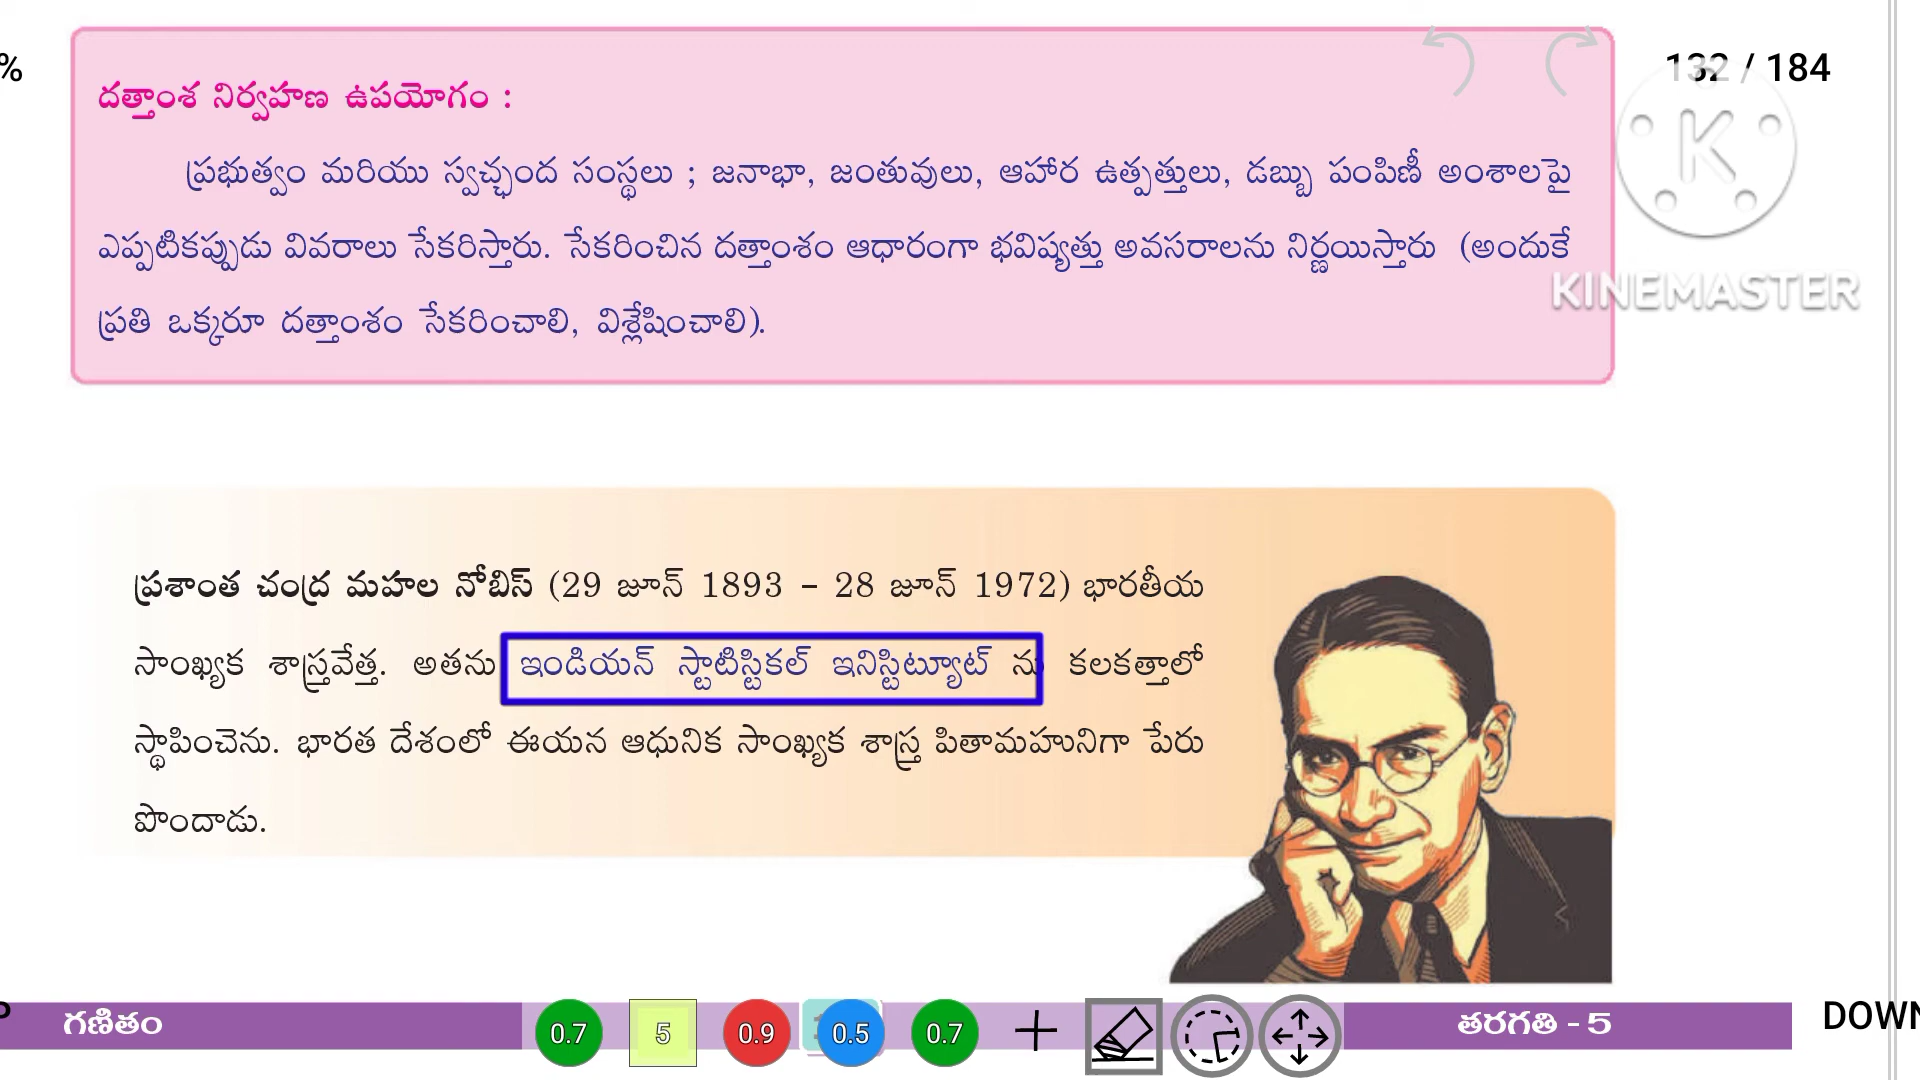 %
132 / 184
దత్తాంశ నిర్వహణ ఉపయోగం :
ప్రభుత్వం మరియు స్వచ్ఛంద సంస్థలు ; జనాభా, జంతువులు, ఆహార ఉత్పత్తులు, డబ్బు పంపిణీ అంశాలపై
ఎప్పటికప్పుడు వివరాలు సేకరిస్తారు. సేకరించిన దత్తాంశం ఆధారంగా భవిష్యత్తు అవసరాలను నిర్ణయిస్తారు (అందుకే
ప్రతి ఒక్కరూ దత్తాంశం సేకరించాలి, విశ్లేషించాలి).
K
KINEMASTER
ప్రశాంత చంద్ర మహల నోబిస్ (29 జూన్ 1893 – 28 జూన్ 1972) భారతీయ
సాంఖ్యక శాస్త్రవేత్త. అతను ఇండియన్ స్టాటిస్టికల్ ఇనిస్టిట్యూట్ ను కలకత్తాలో
స్థాపించెను. భారత దేశంలో ఈయన ఆధునిక సాంఖ్యక శాస్త్ర పితామహునిగా పేరు
పొందాడు.
గణితం
0.7 5 0.9 0.5 0.7
తరగతి - 5
DOWN